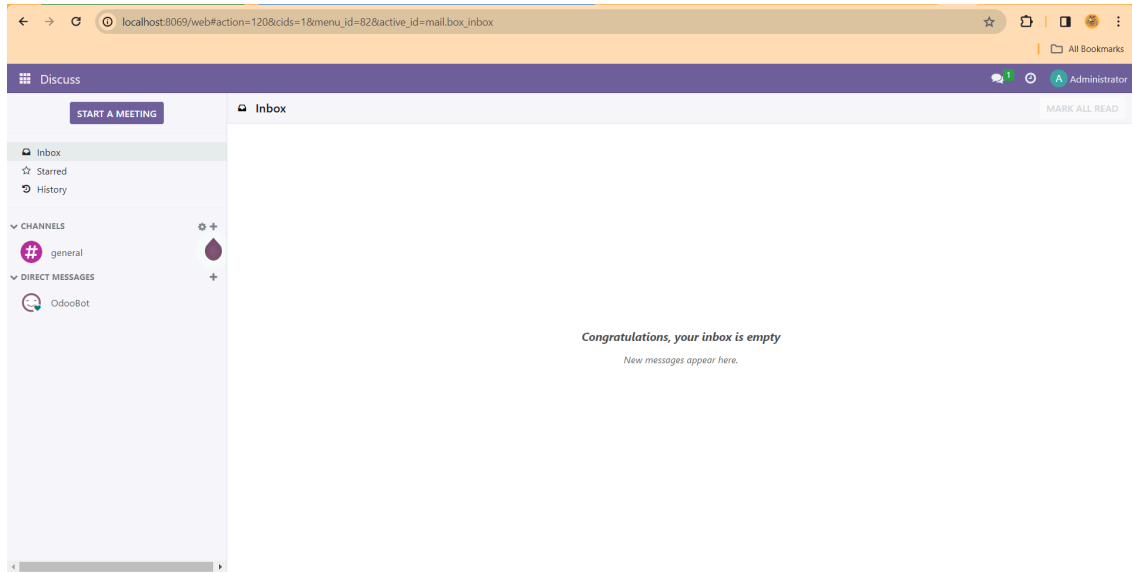 localhost:8069/web#action=120&cids=1&menu_id=82&active_id=mail.box_inbox
All Bookmarks
Discuss
1
A Administrator
START A MEETING
Inbox
MARK ALL READ
Inbox
Starred
History
CHANNELS
# general
DIRECT MESSAGES
OdooBot
Congratulations, your inbox is empty
New messages appear here.